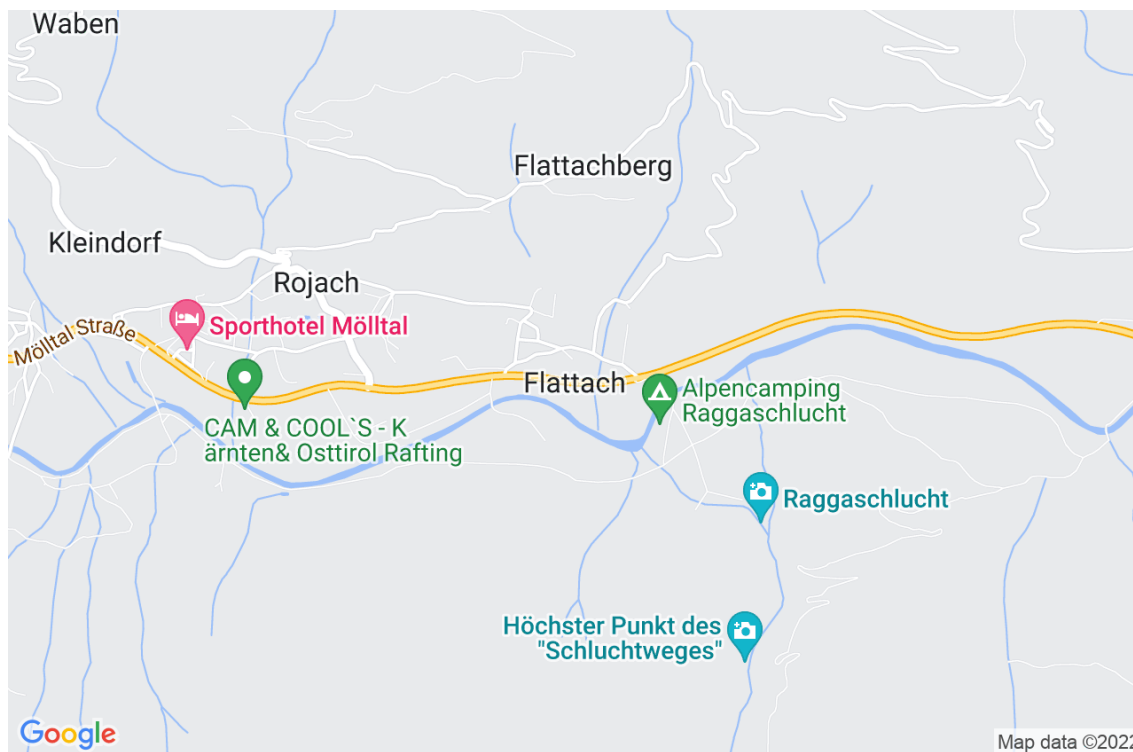 Waben
Flattachberg
Kleindorf
Rojach
Mölltal Straße
Sporthotel Mölltal
Flattach
Alpencamping
Raggaschlucht
CAM & COOL`S - K
ärnten& Osttirol Rafting
Raggaschlucht
Höchster Punkt des
"Schluchtweges"
Google
Map data ©2022